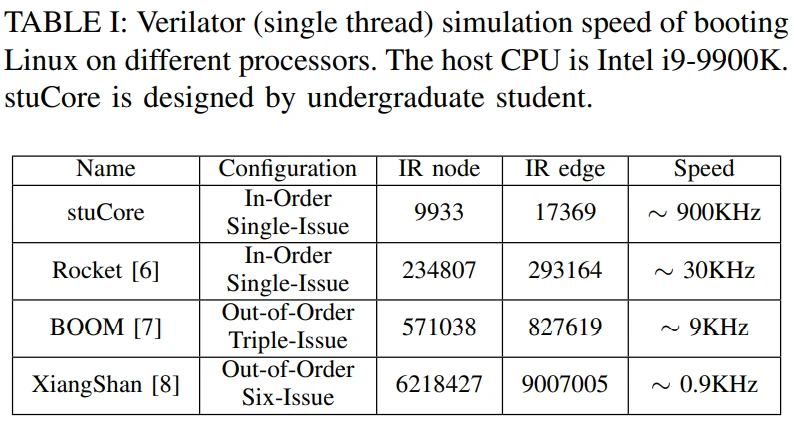 TABLE I: Verilator (single thread) simulation speed of booting
Linux on different processors. The host CPU is Intel i9-9900K.
stuCore is designed by undergraduate student.
Name Configuration IR node IR edge Speed
stuCore In-Order Single-Issue 9933 17369 ∼ 900KHz
Rocket [6] In-Order Single-Issue 234807 293164 ∼ 30KHz
BOOM [7] Out-of-Order Triple-Issue 571038 827619 ∼ 9KHz
XiangShan [8] Out-of-Order Six-Issue 6218427 9007005 ∼ 0.9KHz